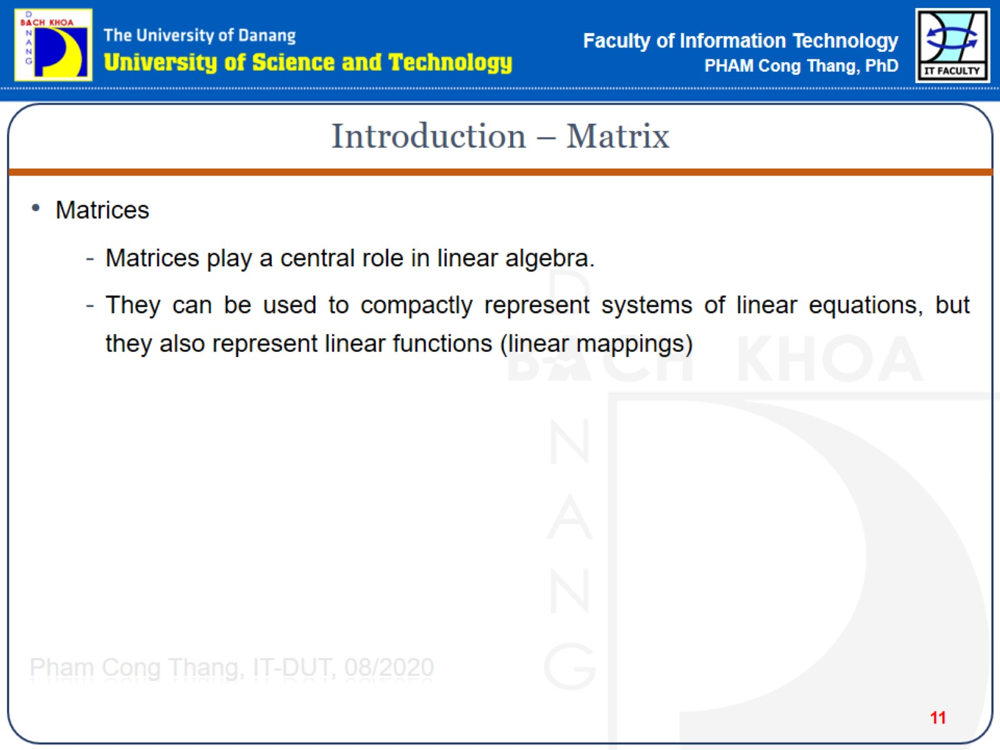 D
BACH KHOA
N
A
N
G
The University of Danang
University of Science and Technology
Faculty of Information Technology
PHAM Cong Thang, PhD
IT FACULTY
Introduction – Matrix
• Matrices
- Matrices play a central role in linear algebra.
- They can be used to compactly represent systems of linear equations, but
they also represent linear functions (linear mappings)
D
BACH KHOA
N
A
N
G
Pham Cong Thang, IT-DUT, 08/2020
11